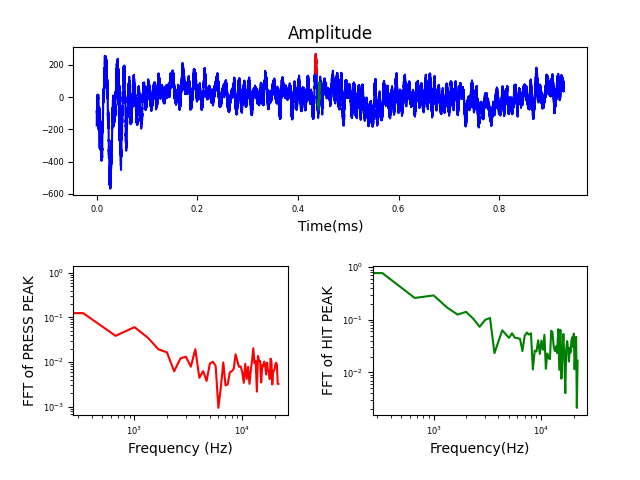 Amplitude
200
0
−200
−400
−600
0.0 0.2 0.4 0.6 0.8
Time(ms)
FFT of PRESS PEAK
10⁰
10⁻¹
10⁻²
10⁻³
10³ 10⁴
Frequency (Hz)
FFT of HIT PEAK
10⁰
10⁻¹
10⁻²
10³ 10⁴
Frequency(Hz)